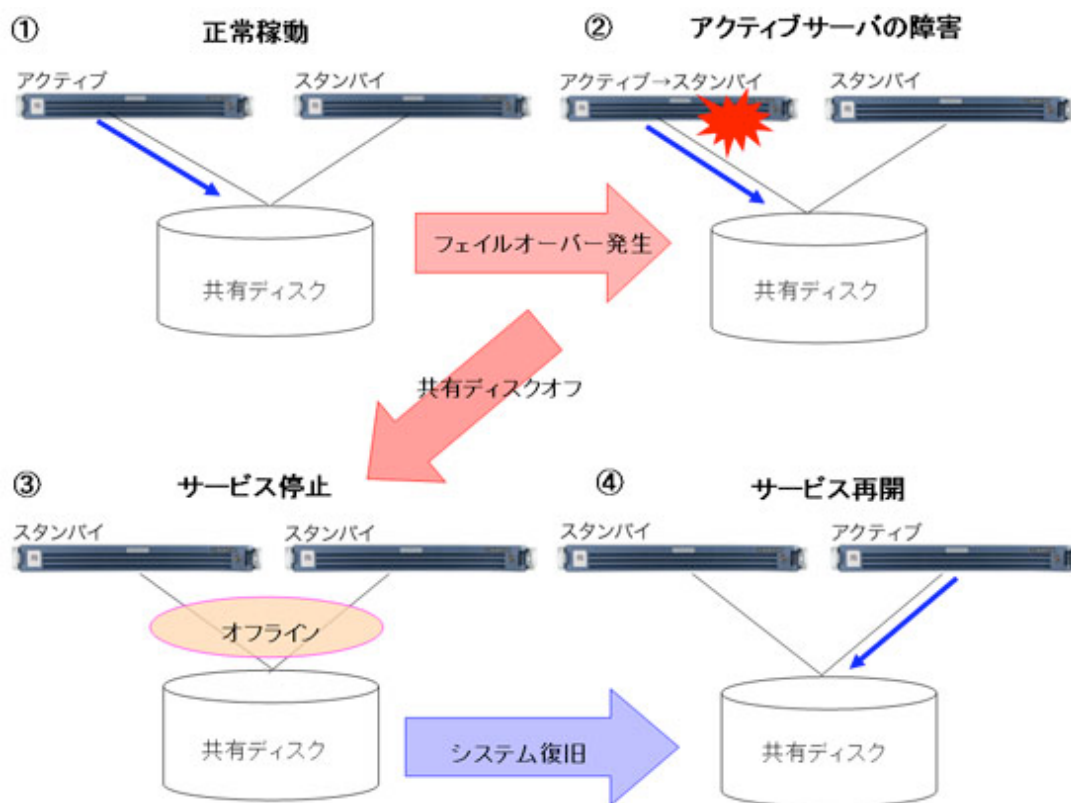 ① 正常稼動
アクティブ
スタンバイ
共有ディスク
フェイルオーバー発生
② アクティブサーバの障害
アクティブ→スタンバイ
スタンバイ
共有ディスク
共有ディスクオフ
③ サービス停止
スタンバイ
スタンバイ
オフライン
共有ディスク
システム復旧
④ サービス再開
スタンバイ
アクティブ
共有ディスク